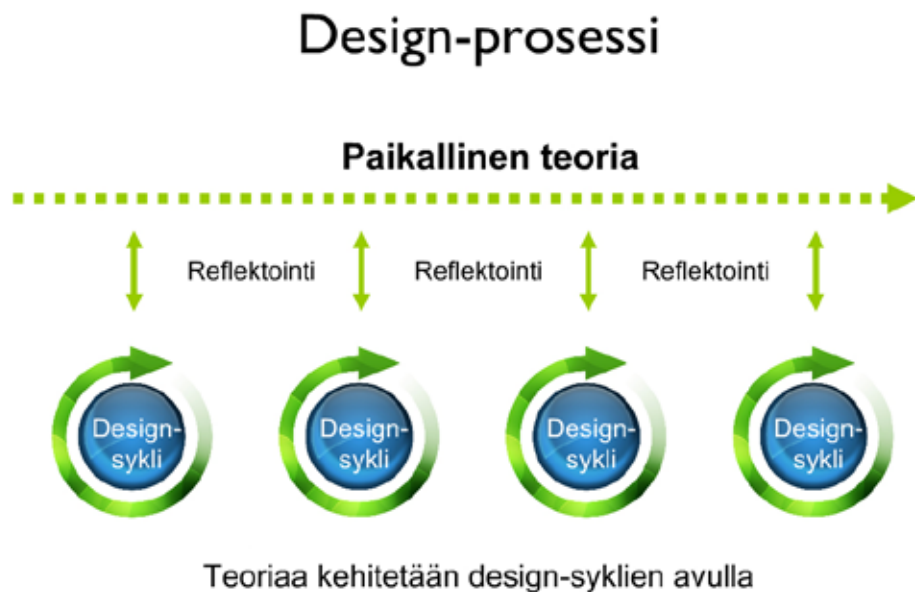 Design-prosessi
Paikallinen teoria
Reflektointi
Reflektointi
Reflektointi
Design-
sykli
Design-
sykli
Design-
sykli
Design-
sykli
Teoriaa kehitetään design-syklien avulla